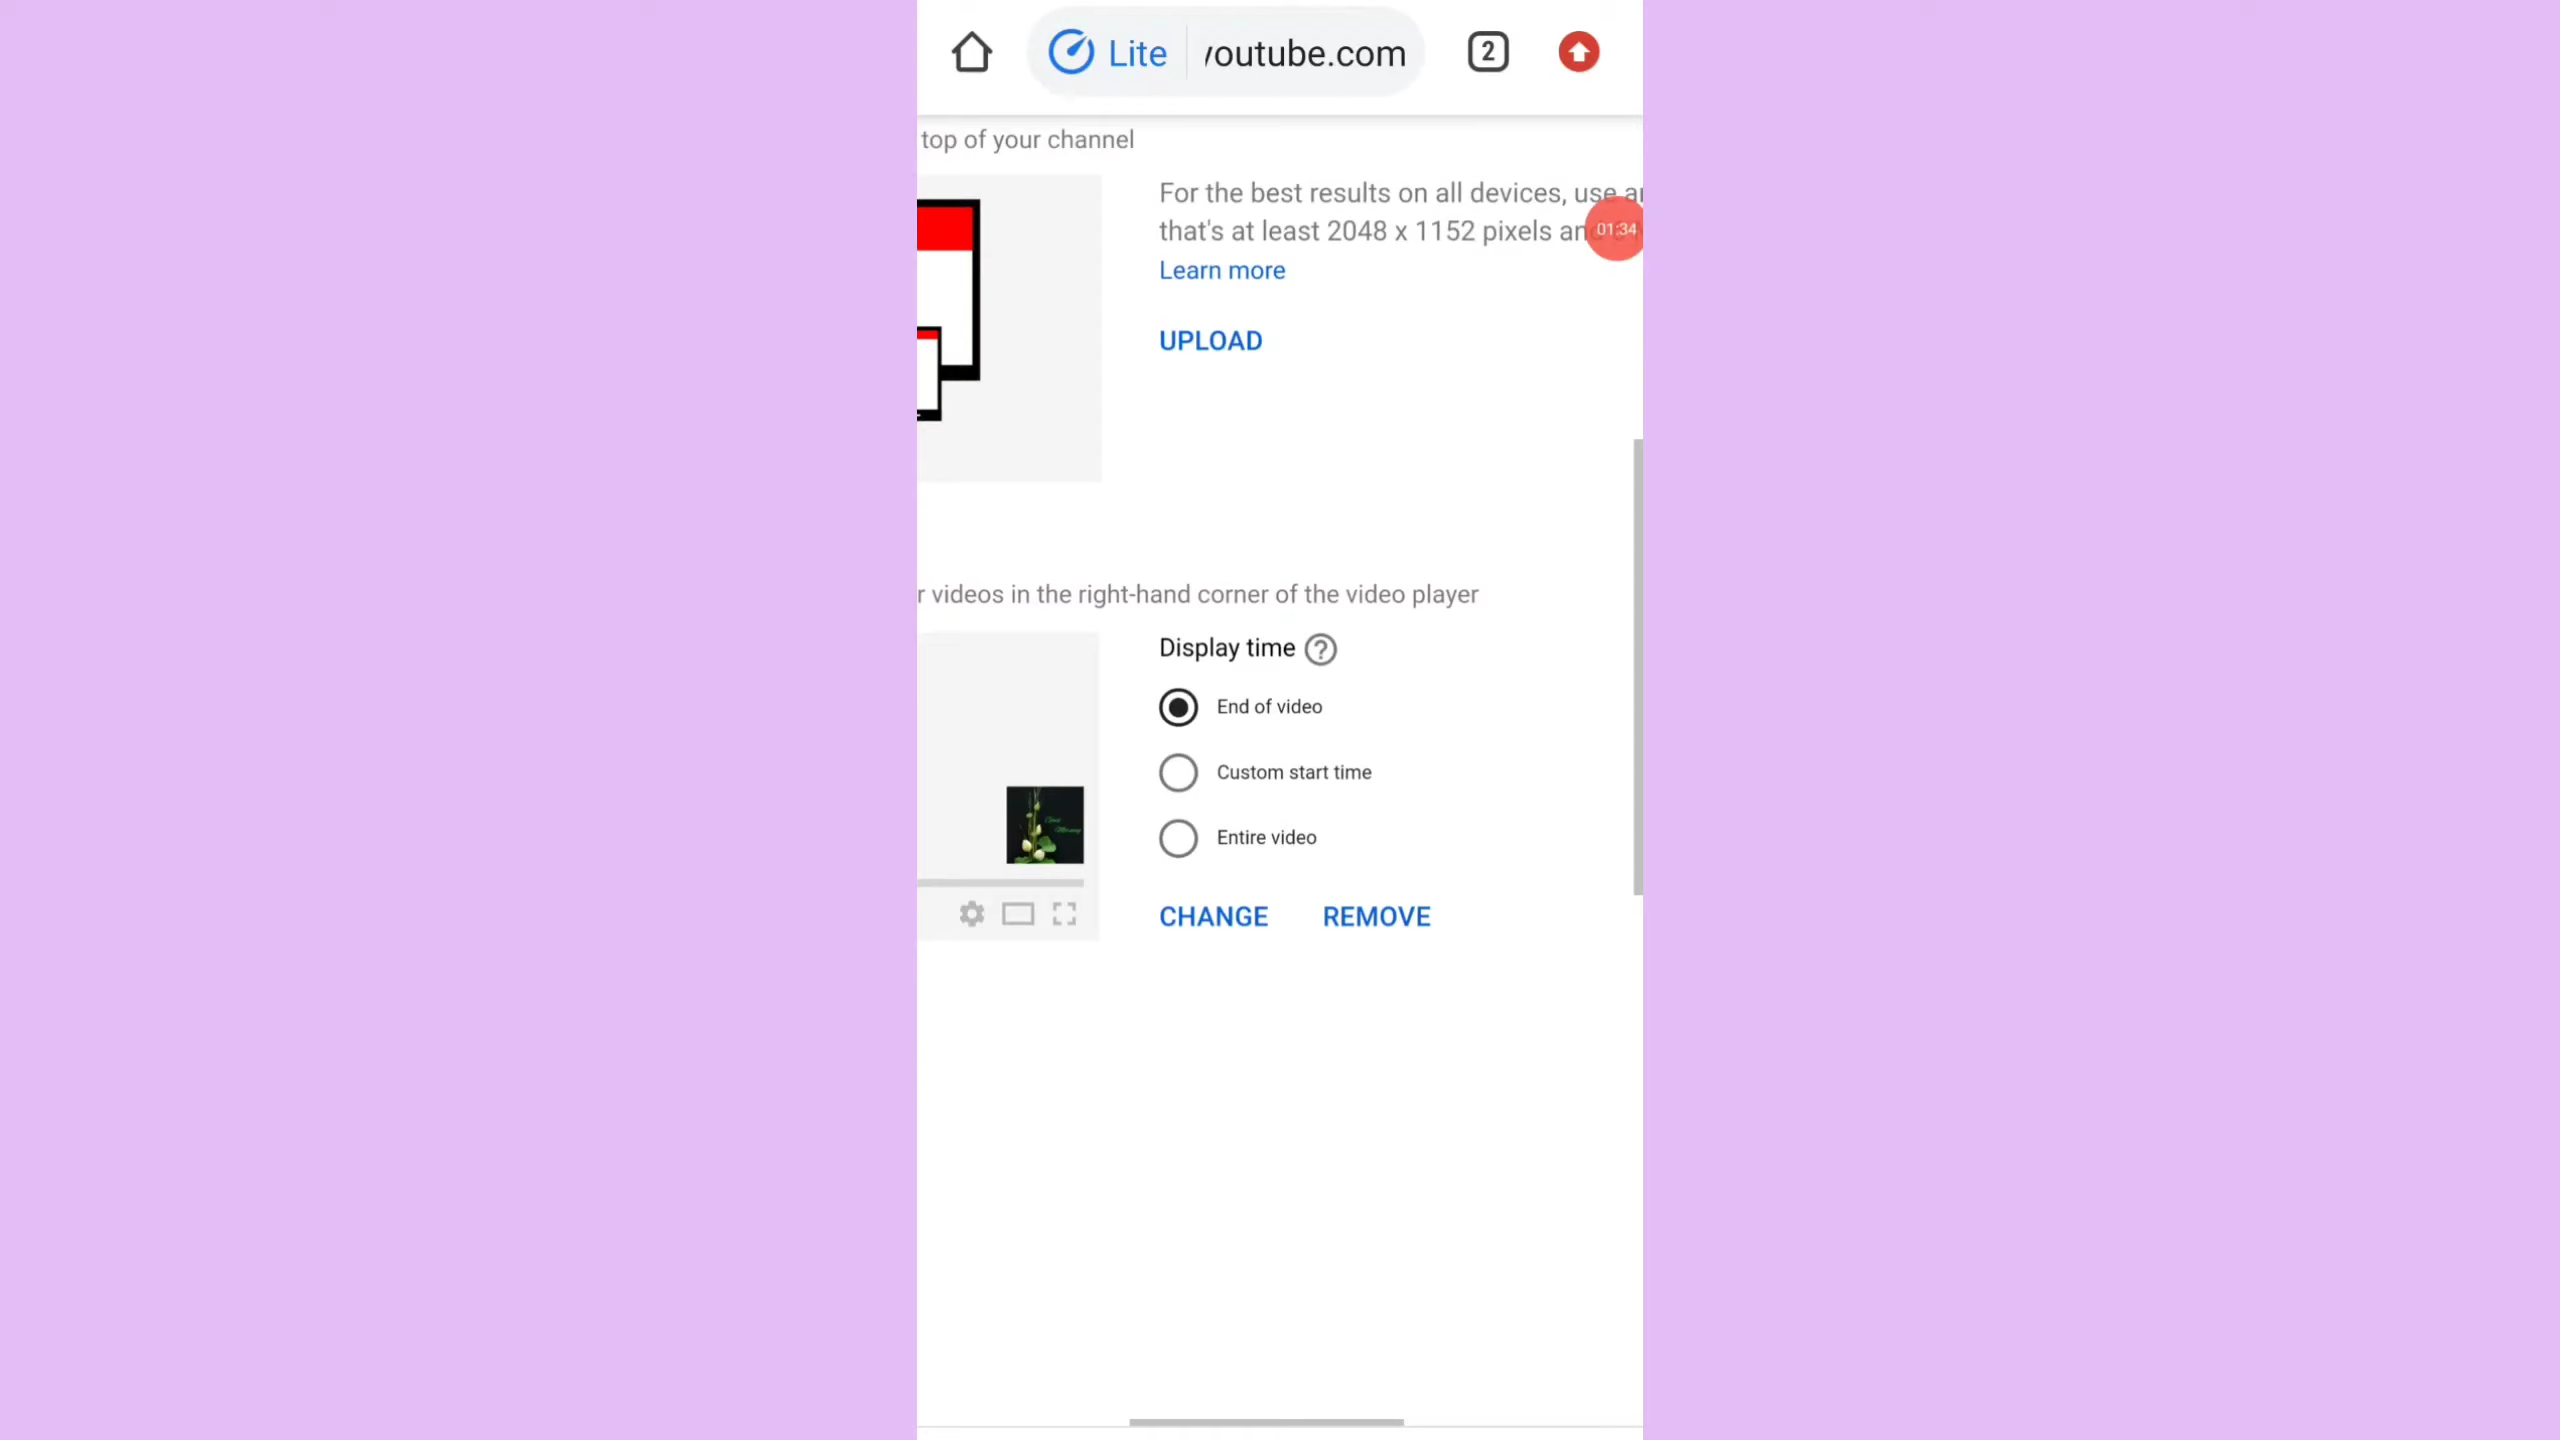 Lite youtube.com 2
top of your channel
For the best results on all devices, use
that's at least 2048 x 1152 pixels
01:34
Learn more
UPLOAD
r videos in the right-hand corner of the video player
Display time ?
End of video
Custom start time
Entire video
CHANGE REMOVE